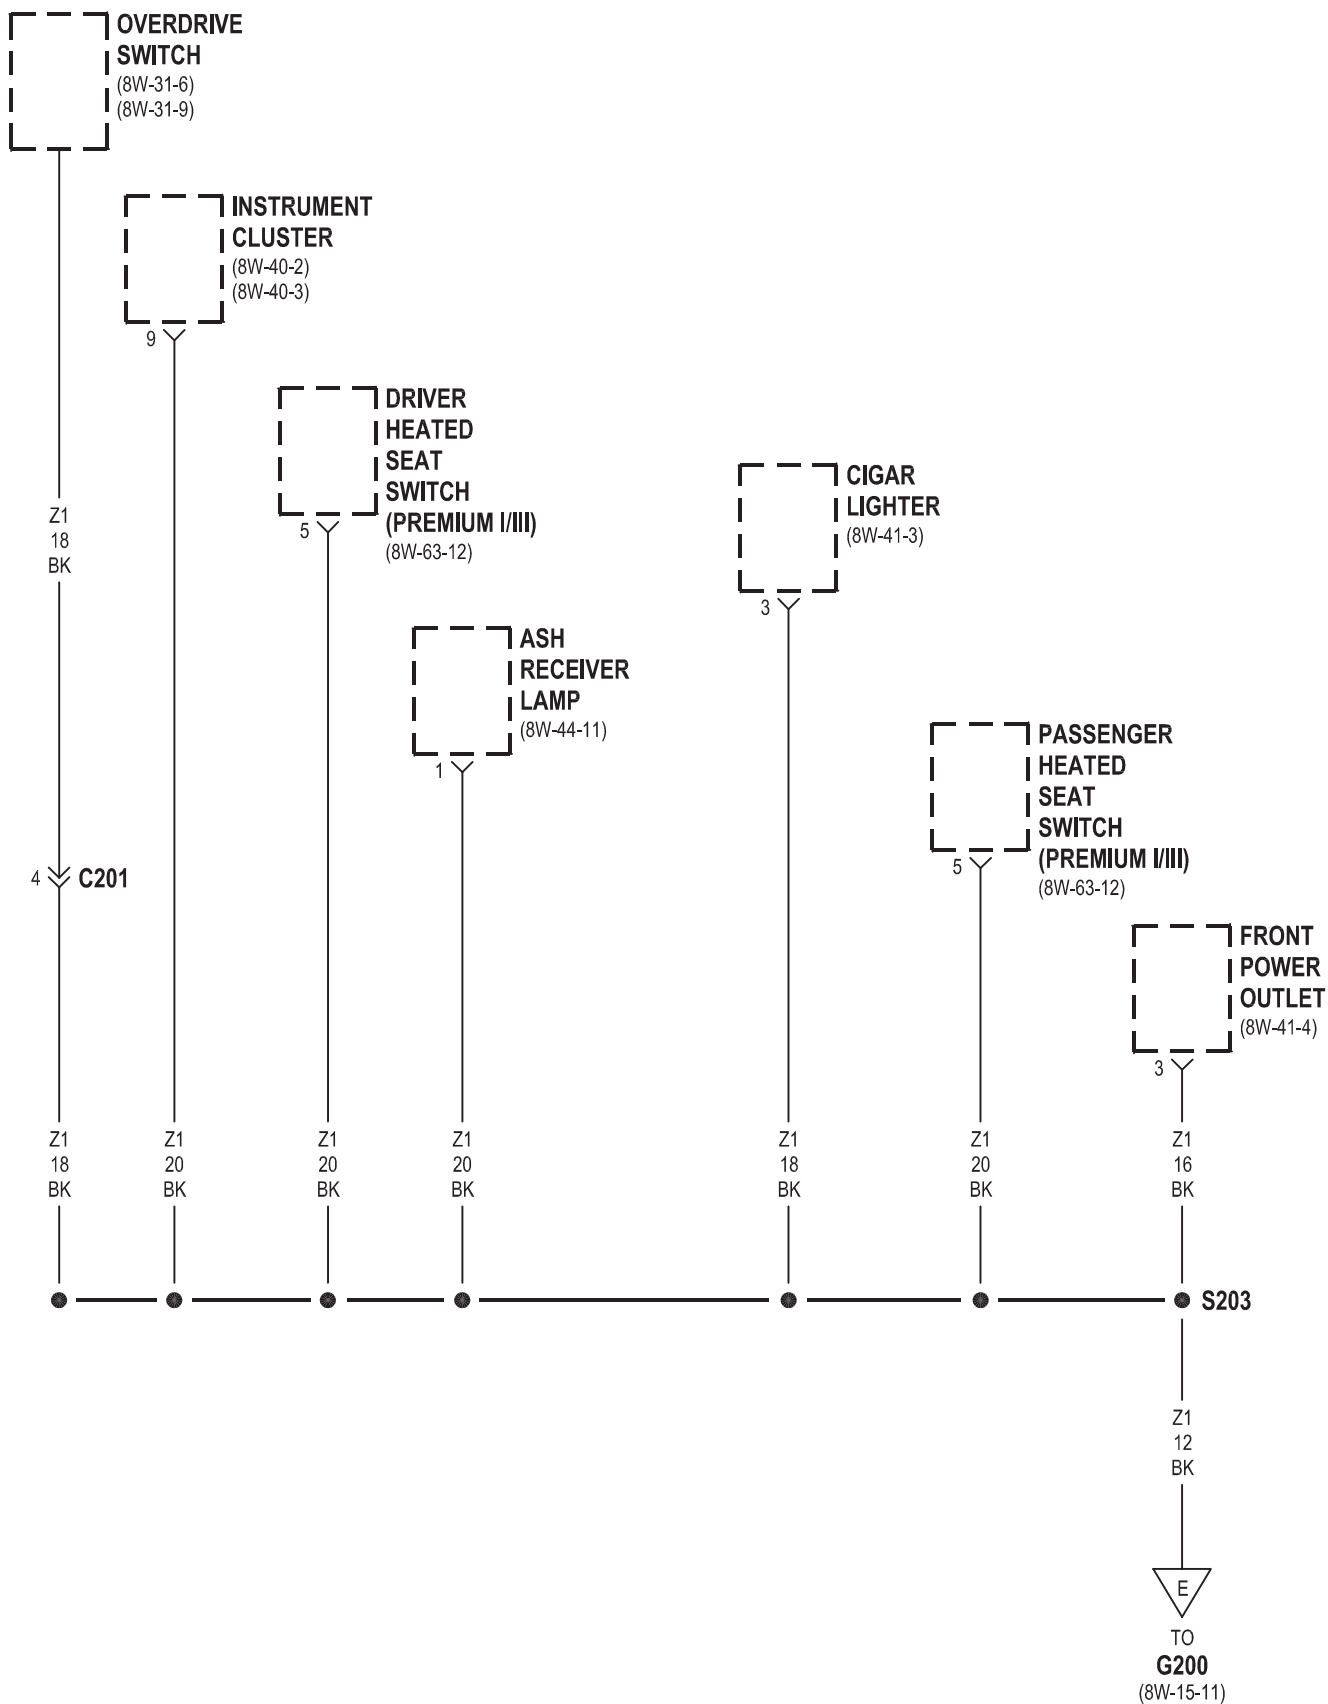 OVERDRIVE
SWITCH
(8W-31-6)
(8W-31-9)
INSTRUMENT
CLUSTER
(8W-40-2)
(8W-40-3)
9
DRIVER
HEATED
SEAT
SWITCH
(PREMIUM I/III)
(8W-63-12)
5
CIGAR
LIGHTER
(8W-41-3)
3
Z1
18
BK
ASH
RECEIVER
LAMP
(8W-44-11)
1
PASSENGER
HEATED
SEAT
SWITCH
(PREMIUM I/III)
(8W-63-12)
5
4 C201
FRONT
POWER
OUTLET
(8W-41-4)
3
Z1 Z1 Z1 Z1 Z1 Z1 Z1
18 20 20 20 18 20 16
BK BK BK BK BK BK BK
S203
Z1
12
BK
E
TO
G200
(8W-15-11)